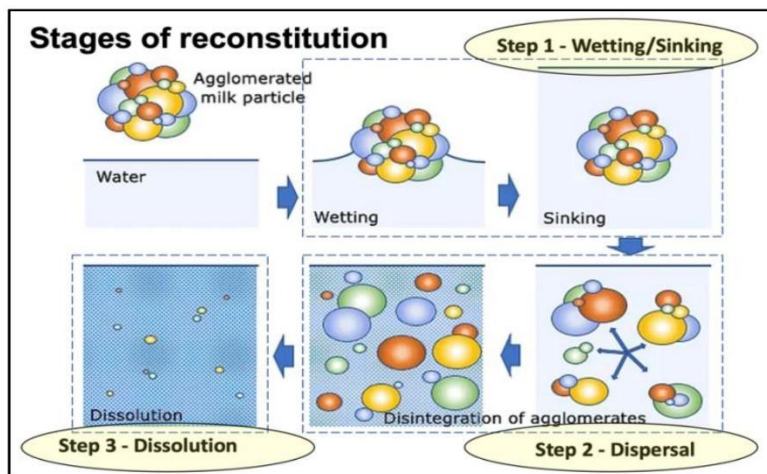 Stages of reconstitution
Step 1 - Wetting/Sinking
Agglomerated
milk particle
Water
Wetting
Sinking
Dissolution
Disintegration of agglomerates
Step 3 - Dissolution
Step 2 - Dispersal